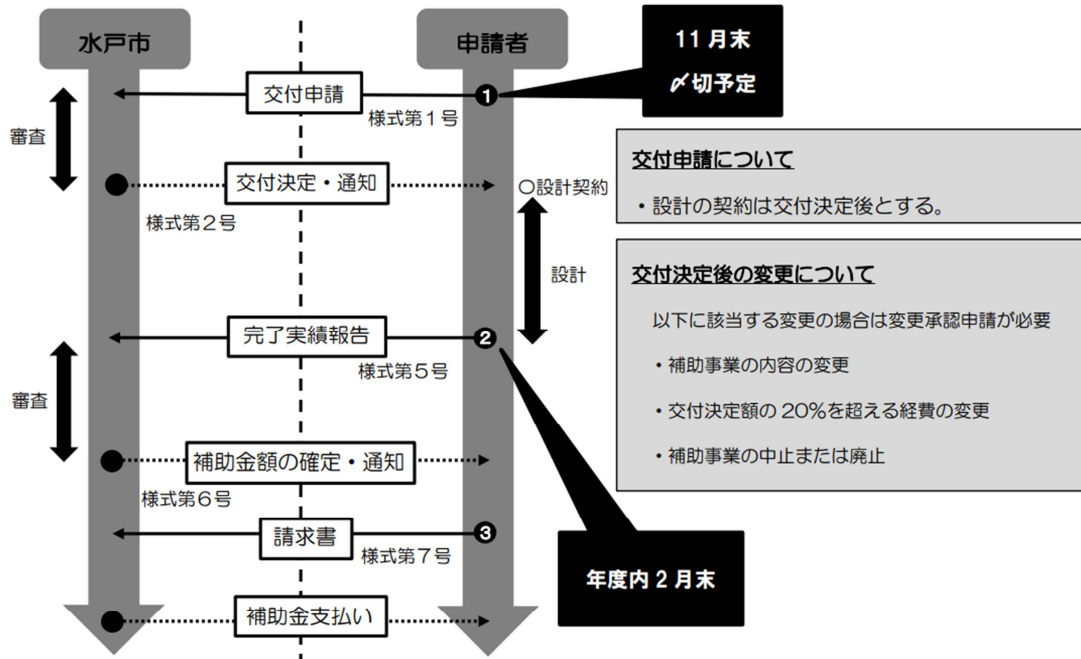 水戸市
申請者
11月末
〆切予定
交付申請
❶
様式第1号
審査
交付決定・通知
様式第2号
〇設計契約
設計
交付申請について
・設計の契約は交付決定後とする。
交付決定後の変更について
以下に該当する変更の場合は変更承認申請が必要
・補助事業の内容の変更
・交付決定額の20%を超える経費の変更
・補助事業の中止または廃止
完了実績報告
❷
様式第5号
審査
補助金額の確定・通知
様式第6号
請求書
❸
様式第7号
年度内2月末
補助金支払い